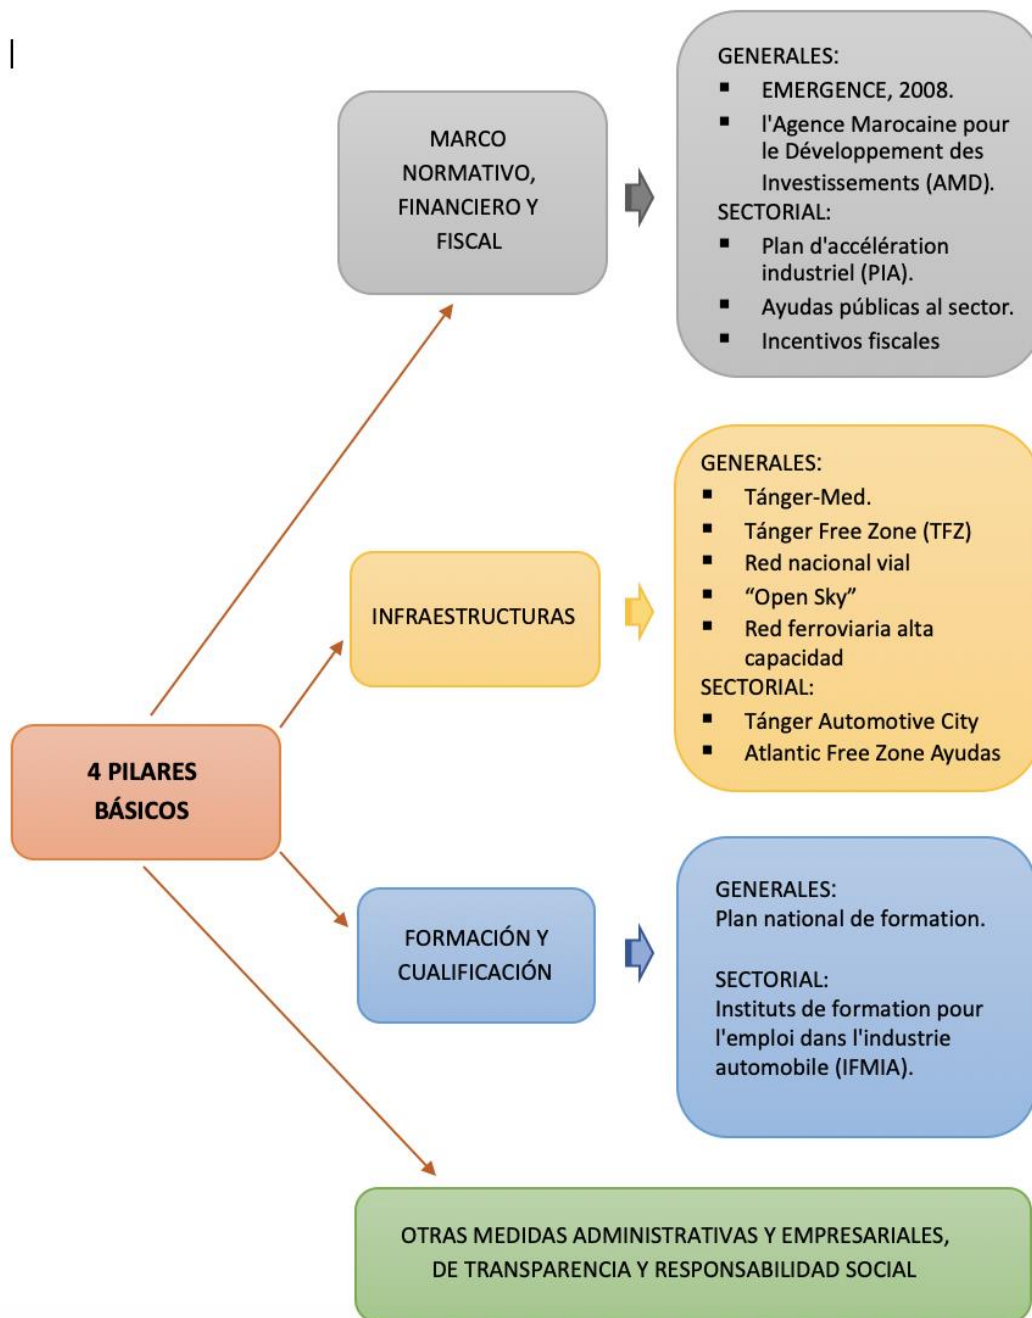 4 PILARES
BÁSICOS
MARCO
NORMATIVO,
FINANCIERO Y
FISCAL
GENERALES:
▪ EMERGENCE, 2008.
▪ l'Agence Marocaine pour
le Développement des
Investissements (AMD).
SECTORIAL:
▪ Plan d'accélération
industriel (PIA).
▪ Ayudas públicas al sector.
▪ Incentivos fiscales
INFRAESTRUCTURAS
GENERALES:
▪ Tánger-Med.
▪ Tánger Free Zone (TFZ)
▪ Red nacional vial
▪ “Open Sky”
▪ Red ferroviaria alta
capacidad
SECTORIAL:
▪ Tánger Automotive City
▪ Atlantic Free Zone Ayudas
FORMACIÓN Y
CUALIFICACIÓN
GENERALES:
Plan national de formation.
SECTORIAL:
Instituts de formation pour
l'emploi dans l'industrie
automobile (IFMIA).
OTRAS MEDIDAS ADMINISTRATIVAS Y EMPRESARIALES,
DE TRANSPARENCIA Y RESPONSABILIDAD SOCIAL